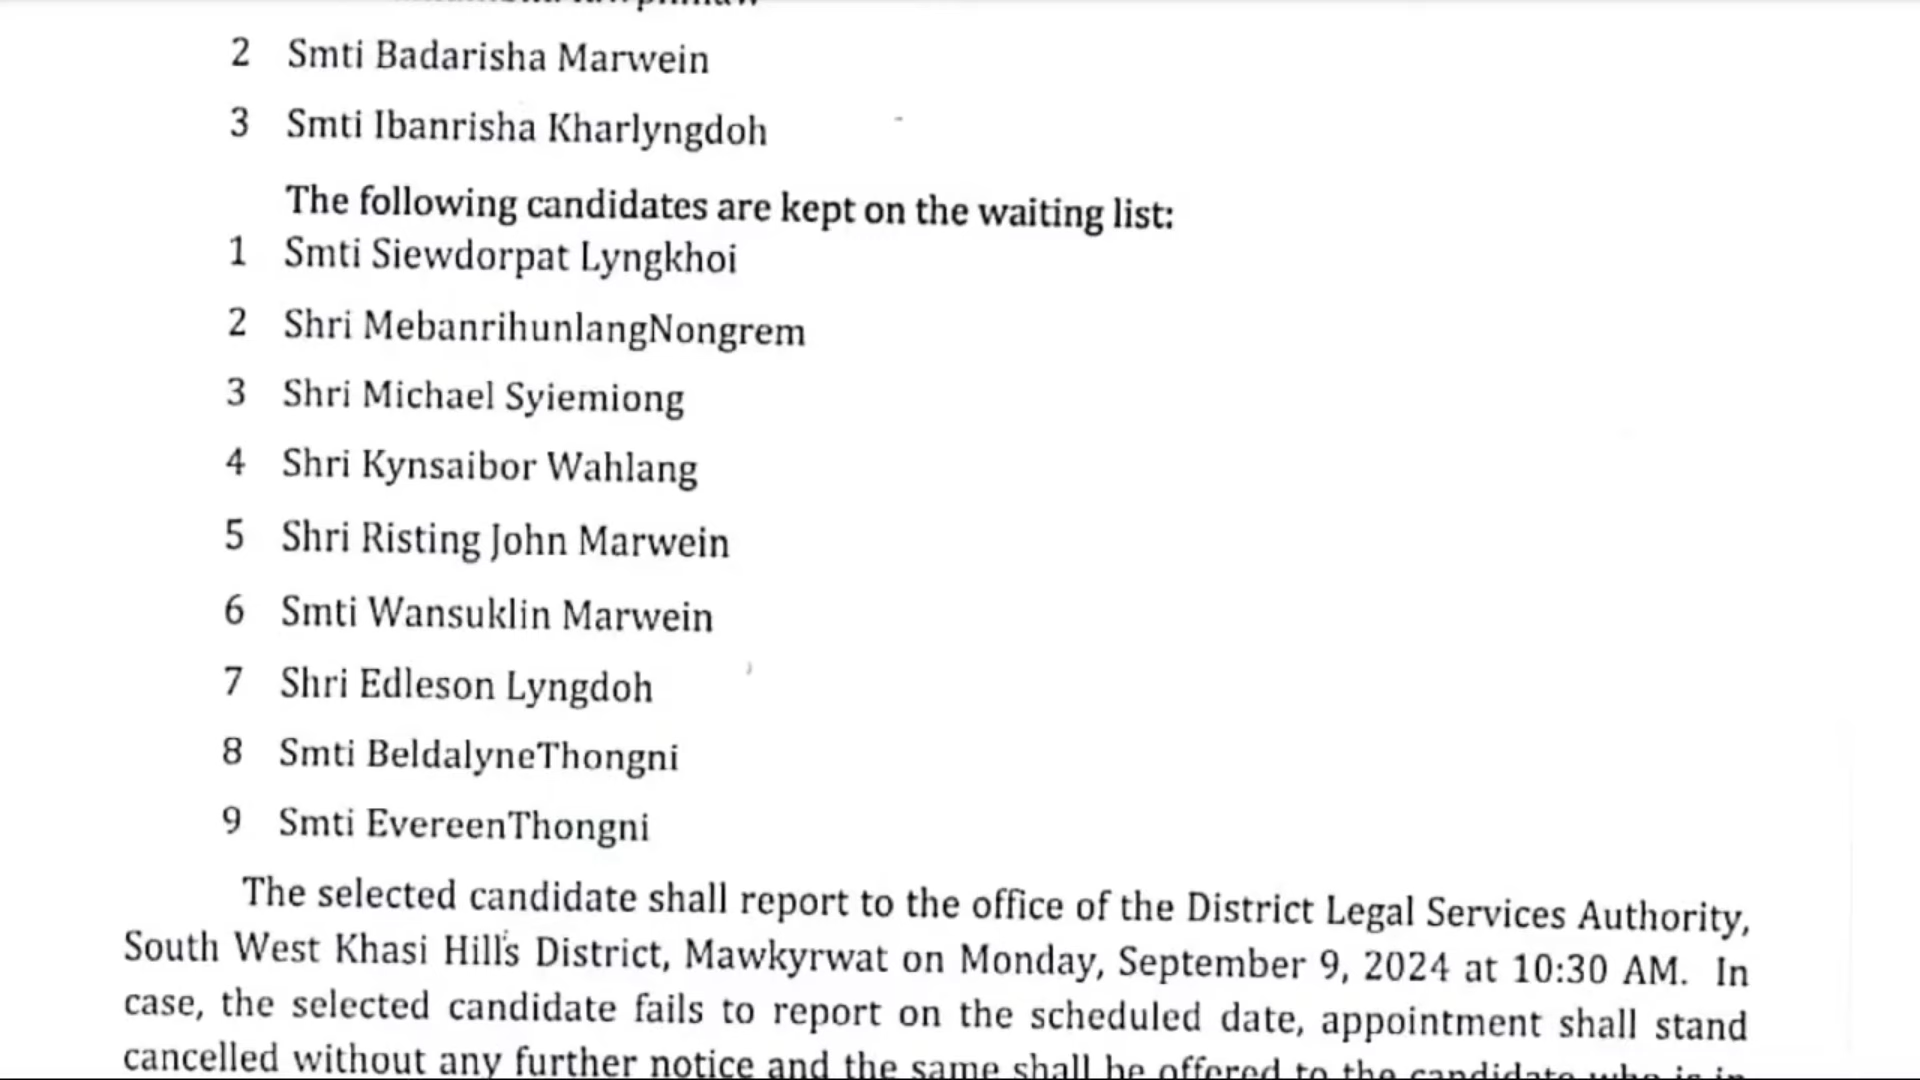 2 Smti Badarisha Marwein
3 Smti Ibanrisha Kharlyngdoh
The following candidates are kept on the waiting list:
1 Smti Siewdorpat Lyngkhoi
2 Shri MebanrihunlangNongrem
3 Shri Michael Syiemiong
4 Shri Kynsaibor Wahlang
5 Shri Risting John Marwein
6 Smti Wansuklin Marwein
7 Shri Edleson Lyngdoh
8 Smti BeldalyneThongni
9 Smti EvereenThongni
The selected candidate shall report to the office of the District Legal Services Authority,
South West Khasi Hills District, Mawkyrwat on Monday, September 9, 2024 at 10:30 AM. In
case, the selected candidate fails to report on the scheduled date, appointment shall stand
cancelled without any further notice and the same shall be offered to the candidate who is in